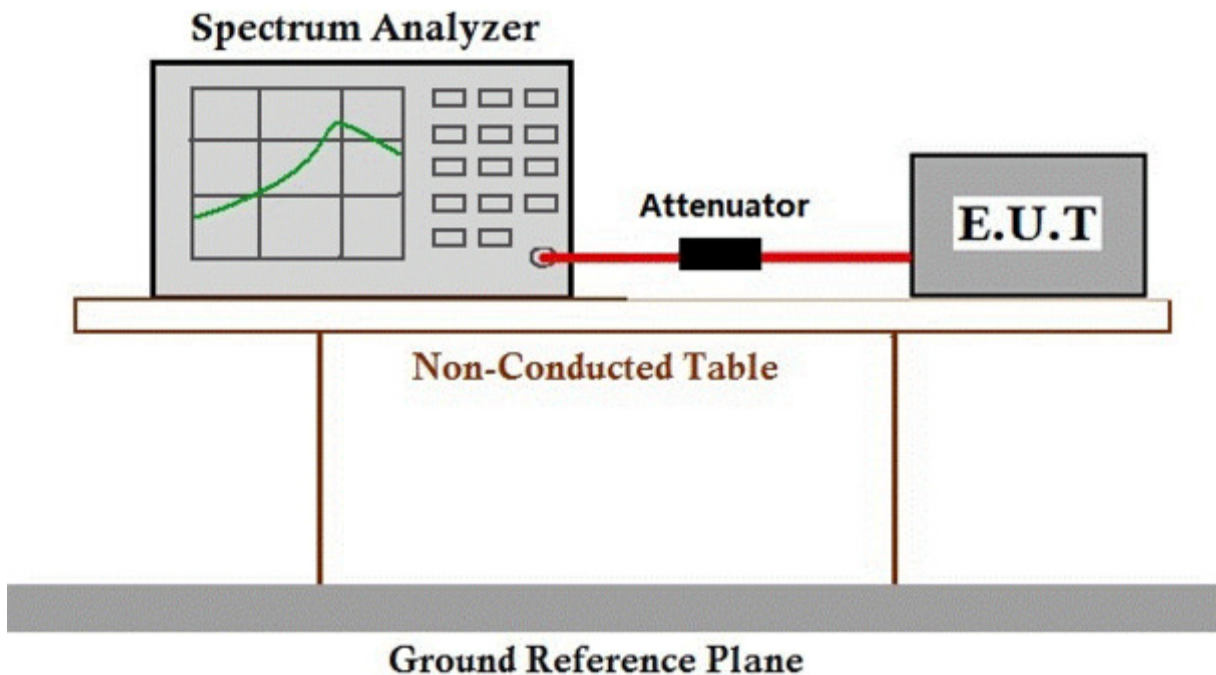 Spectrum Analyzer
Attenuator
E.U.T
Non-Conducted Table
Ground Reference Plane